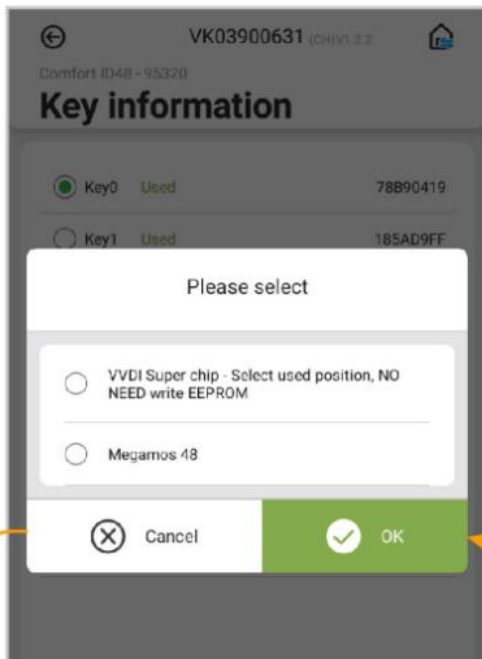 VK03900631 (CH)V1.2.2
Comfort ID48 - 95320
Key information
Key0 Used 78B90419
Key1 Used 185AD9FF
Please select
VVDI Super chip - Select used position, NO
NEED write EEPROM
Megamos 48
Cancel OK